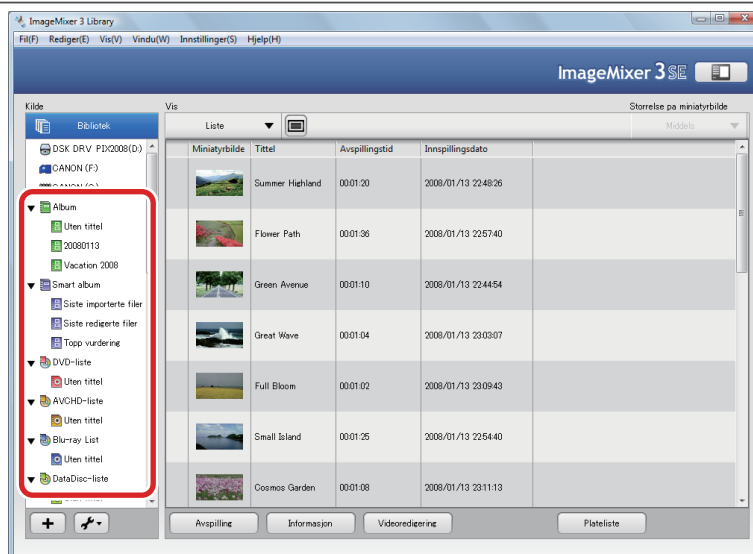 ImageMixer 3 Library
Fil(F) Rediger(E) Vis(V) Vindu(W) Innstillinger(S) Hjelp(H)
ImageMixer 3 SE
Kilde
Vis
Storrelse pa miniatyrbilde
Bibliotek
Liste
Middels
DSK DRV PIX2008(D:)
CANON (F:)
Album
Uten tittel
20080113
Vacation 2008
Smart album
Siste importerte filer
Siste redigerte filer
Topp vurdering
DVD-liste
Uten tittel
AVCHD-liste
Uten tittel
Blu-ray List
Uten tittel
DataDisc-liste
Miniatyrbilde Tittel Avspillingstid Innspillingsdato
Summer Highland 00:01:20 2008/01/13 22:48:26
Flower Path 00:01:36 2008/01/13 22:57:40
Green Avenue 00:01:10 2008/01/13 22:44:54
Great Wave 00:01:04 2008/01/13 23:03:07
Full Bloom 00:01:02 2008/01/13 23:09:43
Small Island 00:01:25 2008/01/13 22:54:40
Cosmos Garden 00:01:08 2008/01/13 23:11:13
Avspilling Informasjon Videoredigering Plateliste